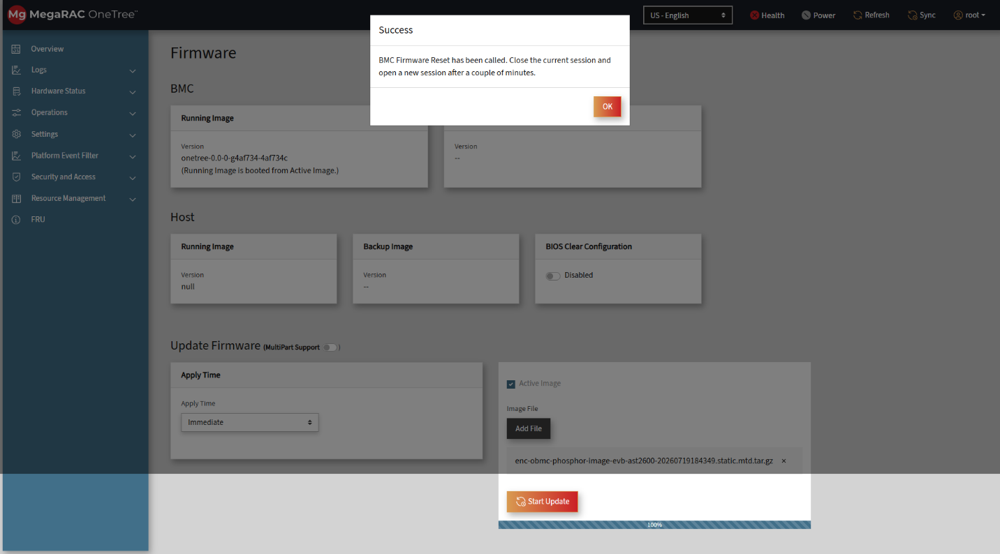 Mg MegaRAC OneTree™
US - English
Health
Power
Refresh
Sync
root
Success
BMC Firmware Reset has been called. Close the current session and
open a new session after a couple of minutes.
OK
Overview
Logs
Hardware Status
Operations
Settings
Platform Event Filter
Security and Access
Resource Management
FRU
Firmware
BMC
Running Image
Version
onetree-0.0-0-g4af734-4af734c
(Running Image is booted from Active Image.)
Version
--
Host
Running Image
Version
null
Backup Image
Version
--
BIOS Clear Configuration
Disabled
Update Firmware (MultiPart Support )
Apply Time
Apply Time
Immediate
Active Image
Image File
Add File
enc-obmc-phosphor-image-evb-ast2600-20260719184349.static.mtd.tar.gz ×
Start Update
100%